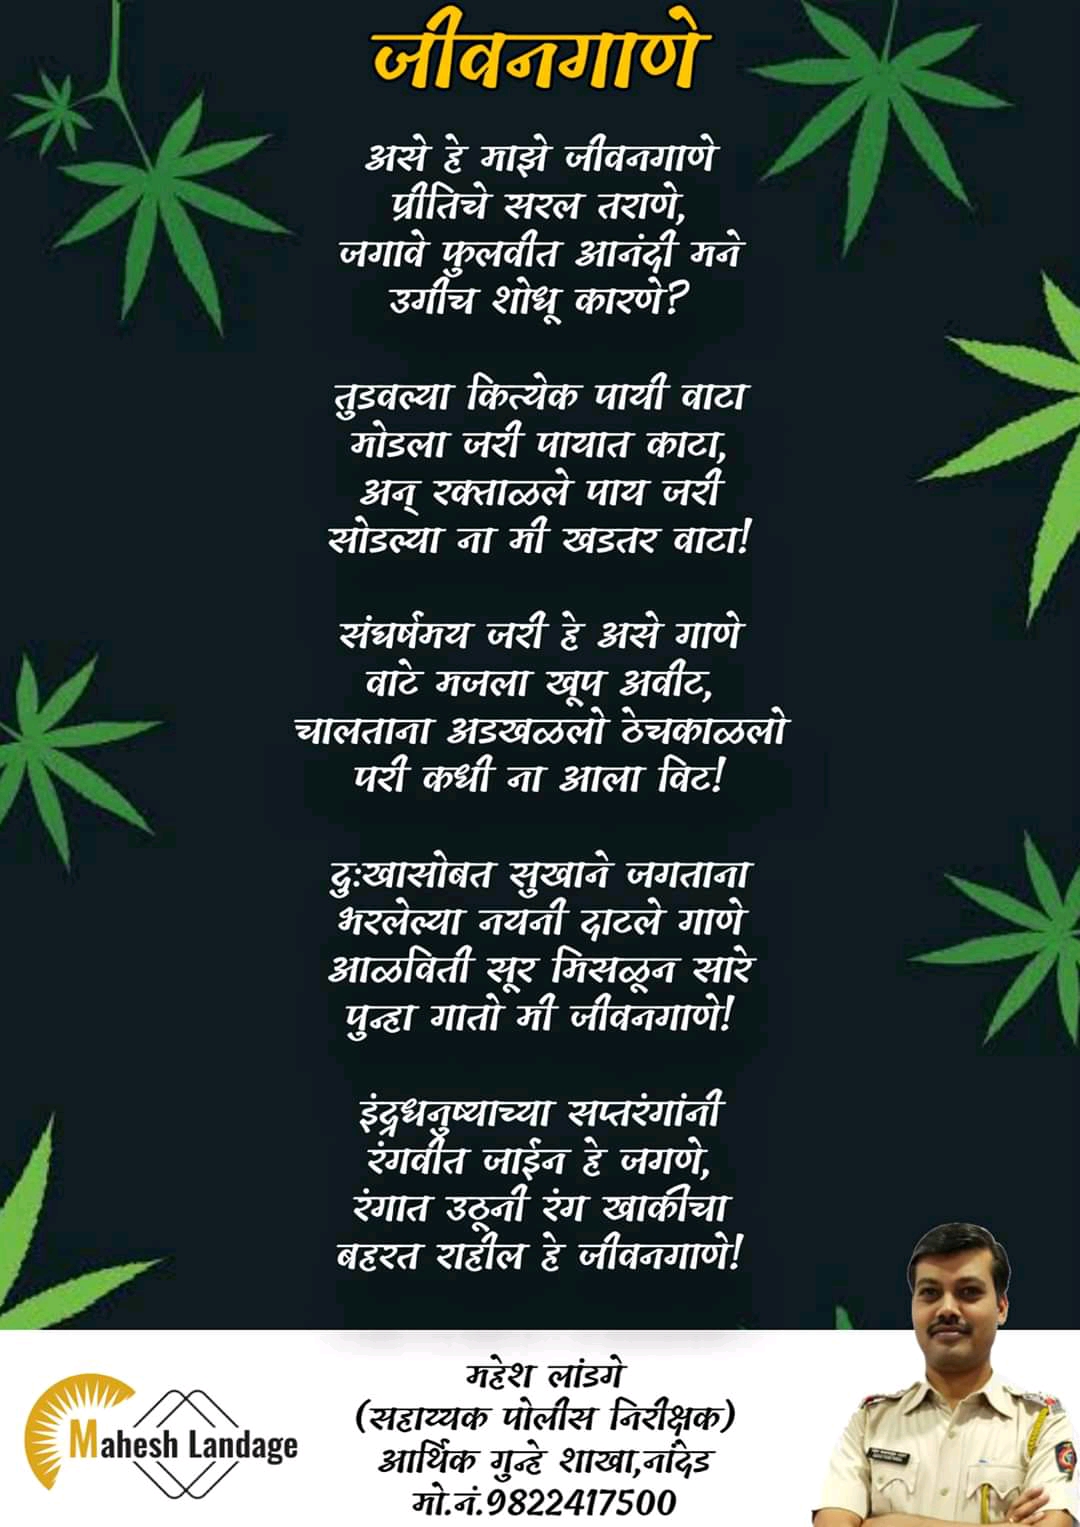 जीवनगाणे
असे हे माझे जीवनगाणे
प्रीतिचे सरल तराणे,
जगावे फुलवीत आनंदी मने
उगीच शोधू कारणे?
तुडवल्या कित्येक पायी वाटा
मोडला जरी पायात काटा,
अन् रक्ताळले पाय जरी
सोडल्या ना मी खडतर वाटा!
संघर्षमय जरी हे असे गाणे
वाटे मजला खूप अवीट,
चालताना अडखळलो ठेचकाळलो
परी कधी ना आला विट!
दुःखासोबत सुखाने जगताना
भरलेल्या नयनी दाटले गाणे
आळविती सूर मिसळून सारे
पुन्हा गातो मी जीवनगाणे!
इंद्रधनुष्याच्या सप्तरंगांनी
रंगवीत जाईन हे जगणे,
रंगात उठूनी रंग खाकीचा
बहरत राहील हे जीवनगाणे!
महेश लांडगे
(सहाय्यक पोलीस निरीक्षक)
आर्थिक गुन्हे शाखा,नांदेड
मो.नं.9822417500
Mahesh Landage